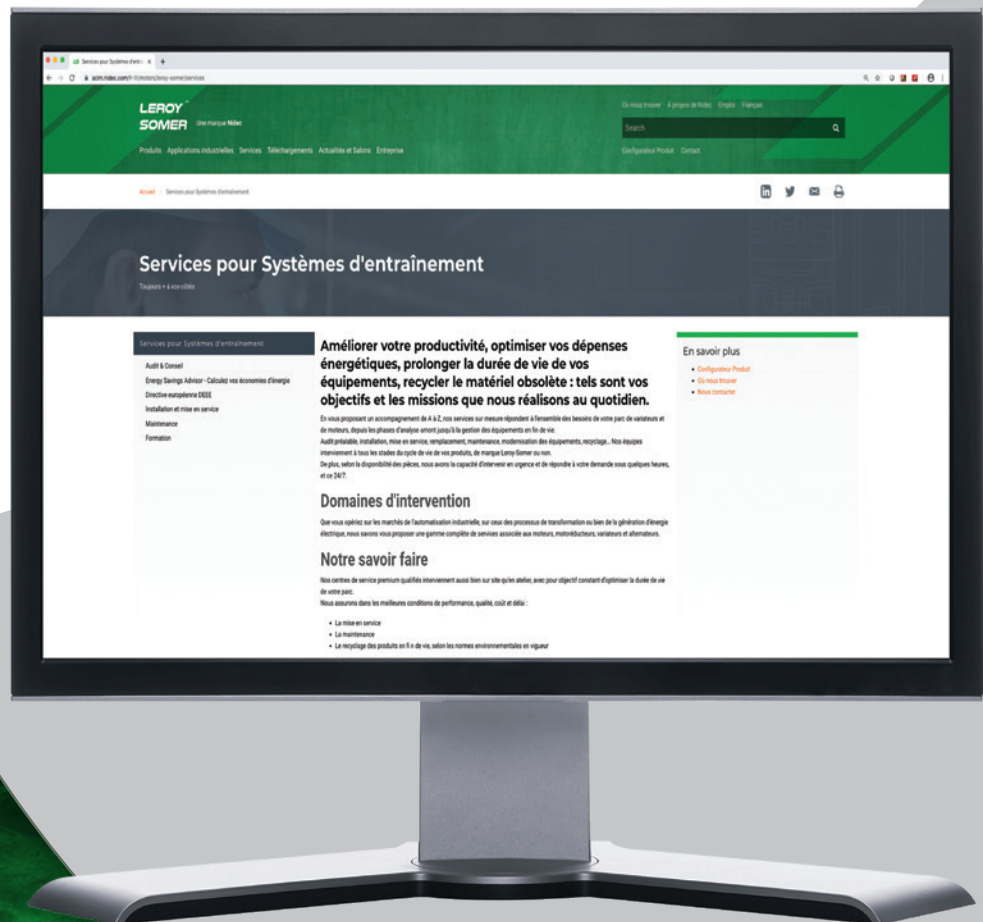 Services pour Systèmes d'entr
acim.nidec.com/fr-fr/motors/leroy-somer/services
LEROY
SOMER
Une marque Nidec
Où nous trouver A propos de Nidec Emploi Français
Search
Produits Applications industrielles Services Téléchargements Actualités et Salons Entreprise
Configurateur Produit Contact
Accueil Services pour Systèmes d'entraînement
Services pour Systèmes d'entraînement
Toujours + à vos côtés
Services pour Systèmes d'entraînement
Audit & Conseil
Energy Savings Advisor - Calculez vos économies d'énergie
Directive européenne DEEE
Installation et mise en service
Maintenance
Formation
Améliorer votre productivité, optimiser vos dépenses
énergétiques, prolonger la durée de vie de vos
équipements, recycler le matériel obsolète : tels sont vos
objectifs et les missions que nous réalisons au quotidien.
En vous proposant un accompagnement de A à Z, nos services sur mesure répondent à l'ensemble des besoins de votre parc de variateurs et
de moteurs, depuis les phases d'analyse amont jusqu'à la gestion des équipements en fin de vie.
Audit préalable, installation, mise en service, remplacement, maintenance, modernisation des équipements, recyclage... Nos équipes
interviennent à tous les stades du cycle de vie de vos produits, de marque Leroy-Somer ou non.
De plus, selon la disponibilité des pièces, nous avons la capacité d'intervenir en urgence et de répondre à votre demande sous quelques heures,
et ce 24/7.
Domaines d'intervention
Que vous opériez sur les marchés de l'automatisation industrielle, sur ceux des processus de transformation ou bien de la génération d'énergie
électrique, nous savons vous proposer une gamme complète de services associée aux moteurs, motoréducteurs, variateurs et alternateurs.
Notre savoir faire
Nos centres de service premium qualifiés interviennent aussi bien sur site qu'en atelier, avec pour objectif constant d'optimiser la durée de vie
de votre parc.
Nous assurons dans les meilleures conditions de performance, qualité, coût et délai :
La mise en service
La maintenance
Le recyclage des produits en fi n de vie, selon les normes environnementales en vigueur
En savoir plus
Configurateur Produit
Où nous trouver
Nous contacter